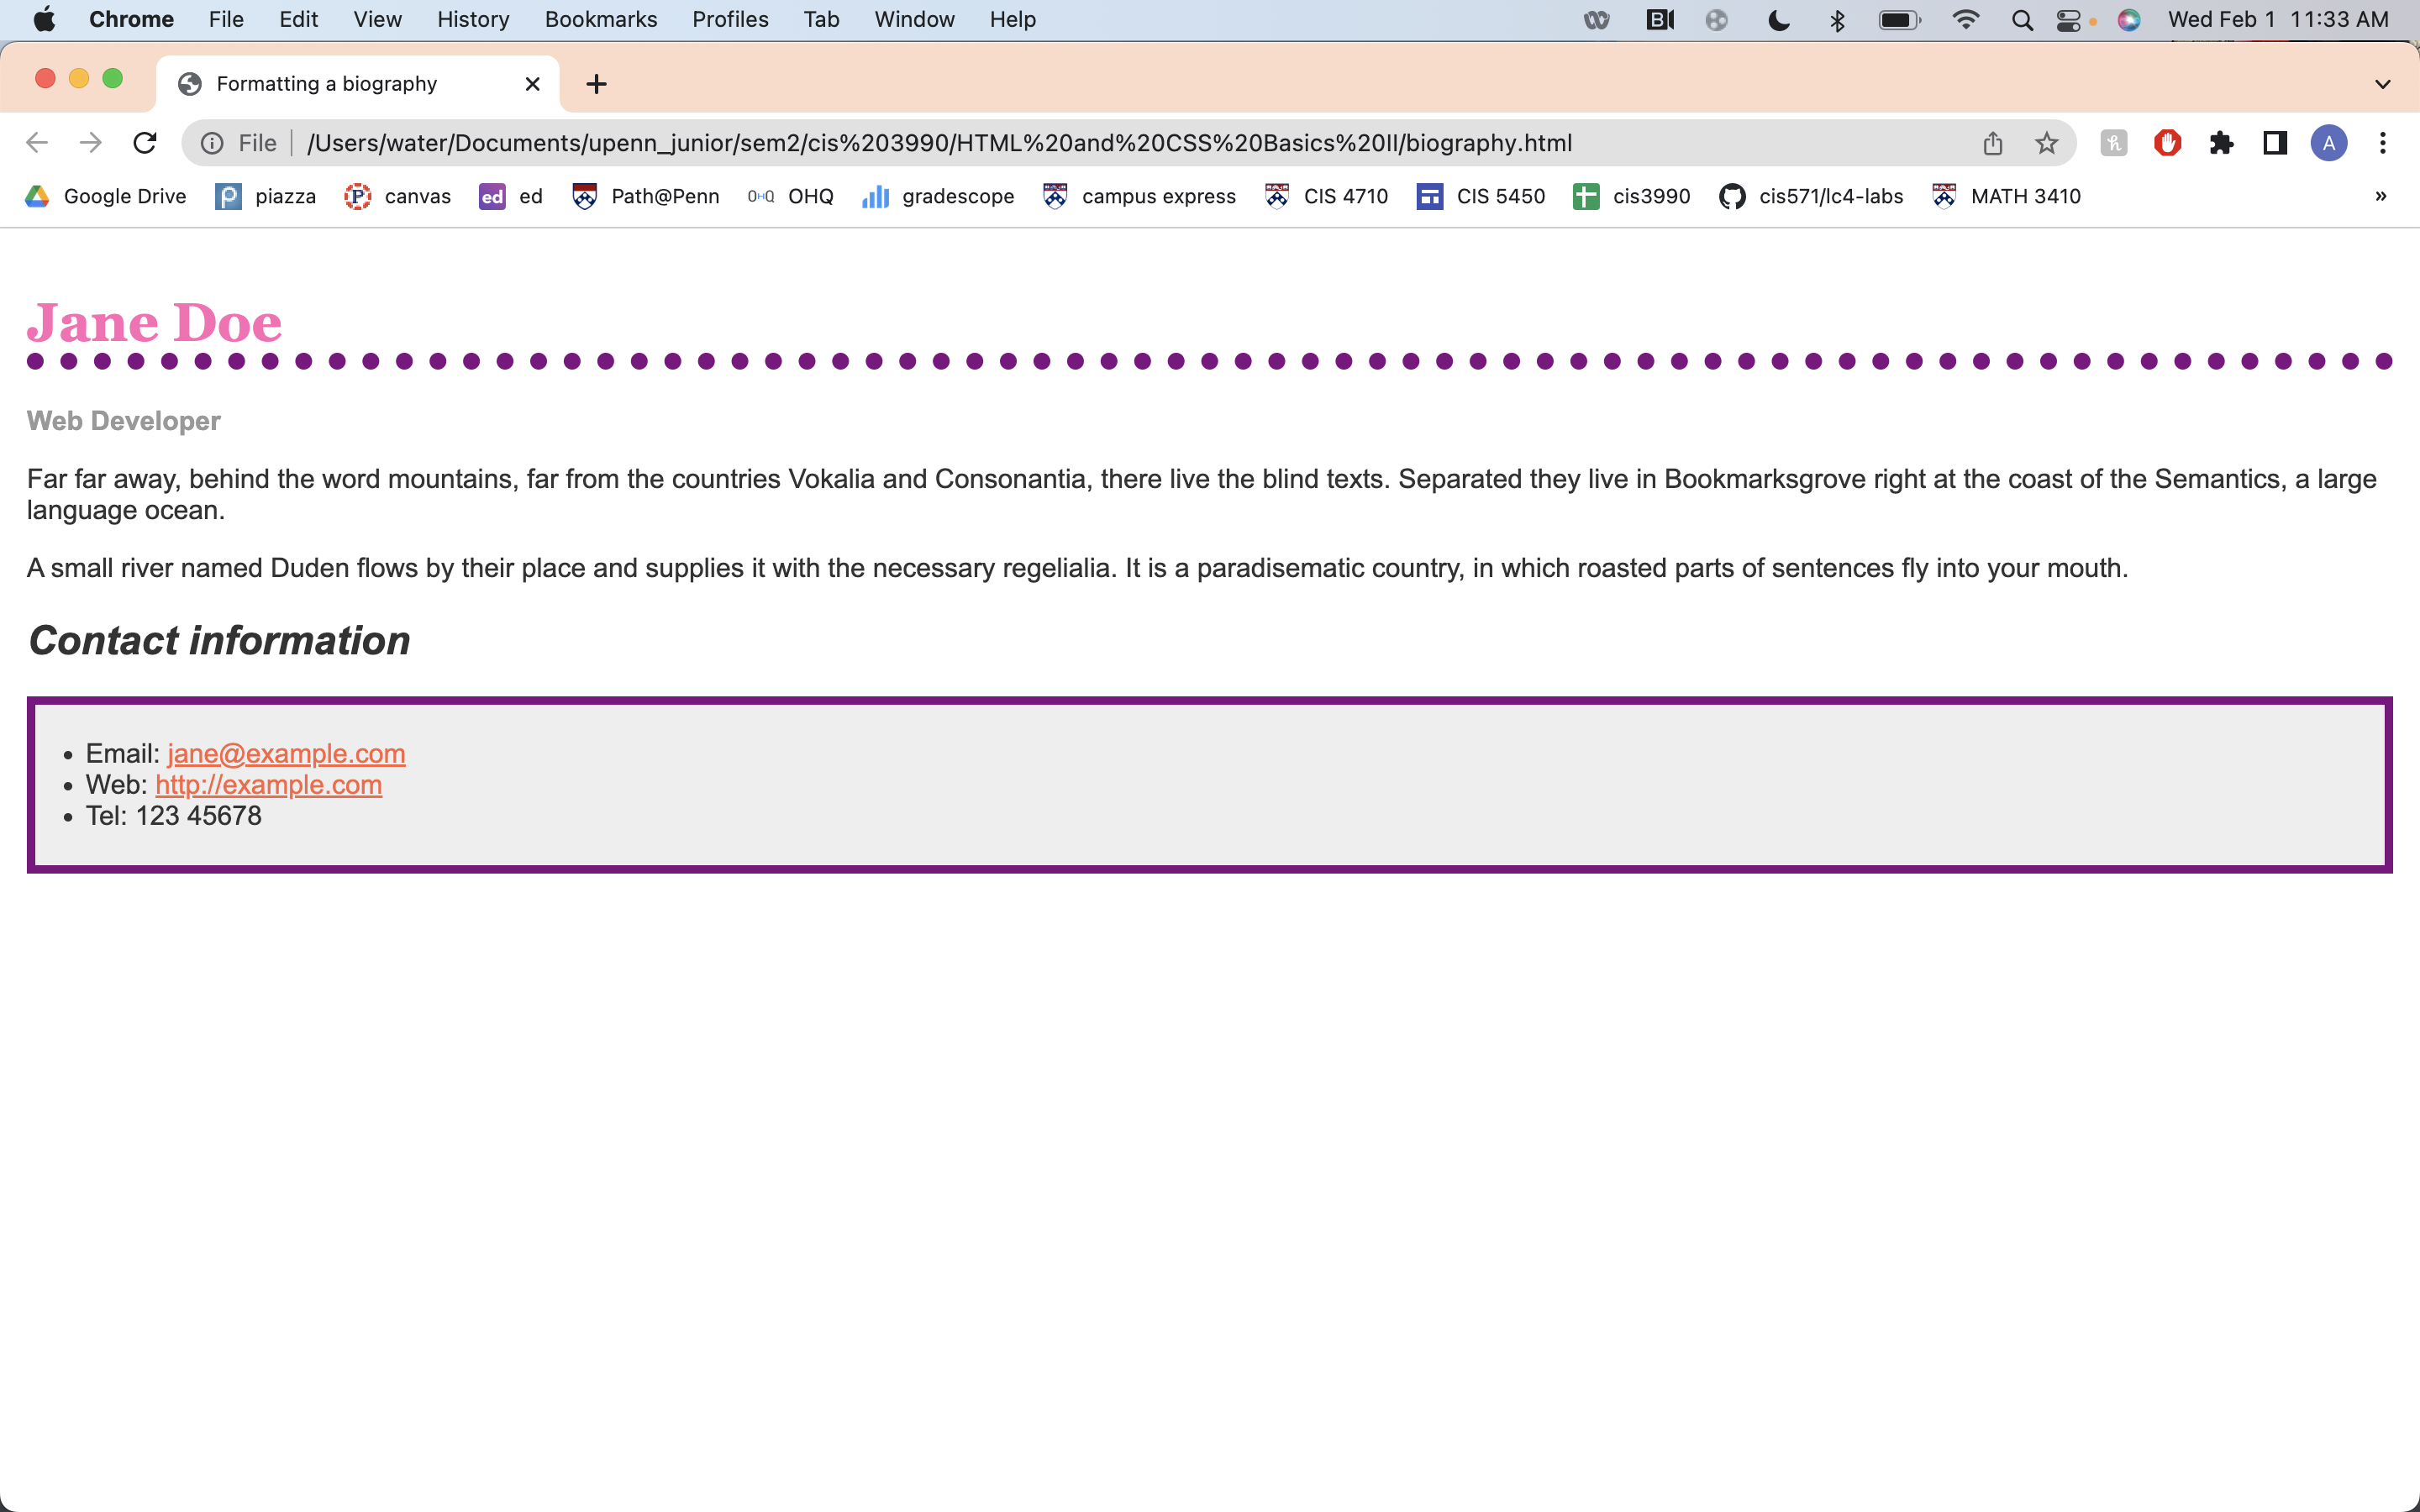 Chrome File Edit View History Bookmarks Profiles Tab Window Help Wed Feb 1 11:33 AM
Formatting a biography
File /Users/water/Documents/upenn_junior/sem2/cis%203990/HTML%20and%20CSS%20Basics%20II/biography.html A
Google Drive piazza canvas ed ed Path@Penn OHQ OHQ gradescope campus express CIS 4710 CIS 5450 cis3990 cis571/lc4-labs MATH 3410 »
Jane Doe
Web Developer
Far far away, behind the word mountains, far from the countries Vokalia and Consonantia, there live the blind texts. Separated they live in Bookmarksgrove right at the coast of the Semantics, a large
language ocean.
A small river named Duden flows by their place and supplies it with the necessary regelialia. It is a paradisematic country, in which roasted parts of sentences fly into your mouth.
Contact information
• Email: jane@example.com
• Web: http://example.com
• Tel: 123 45678